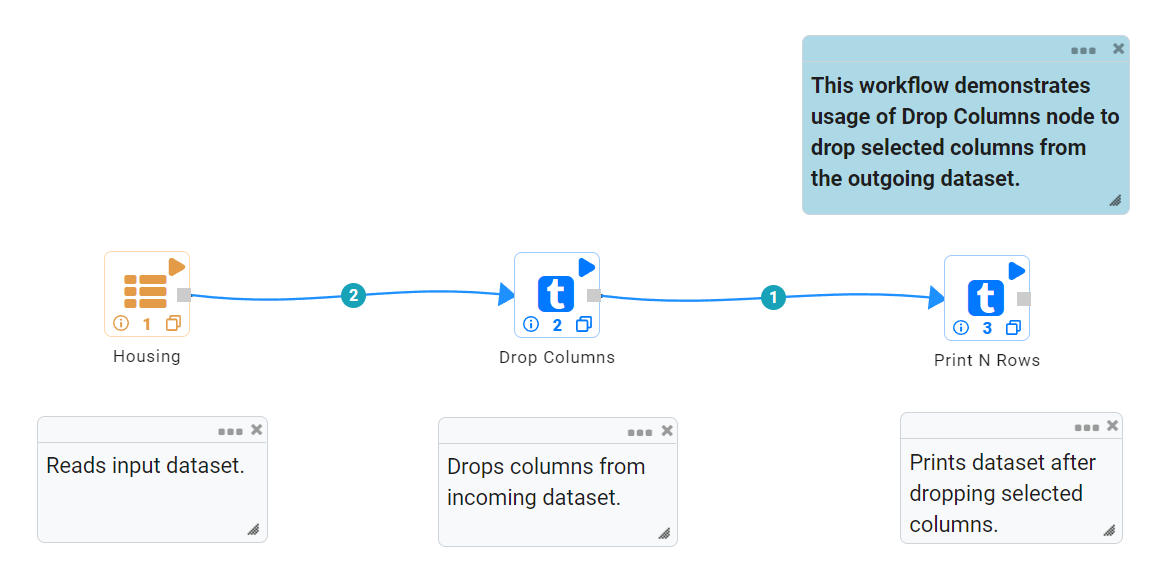 This workflow demonstrates
usage of Drop Columns node to
drop selected columns from
the outgoing dataset.
2
1
1
2
3
Housing
Drop Columns
Print N Rows
Reads input dataset.
Drops columns from
incoming dataset.
Prints dataset after
dropping selected
columns.